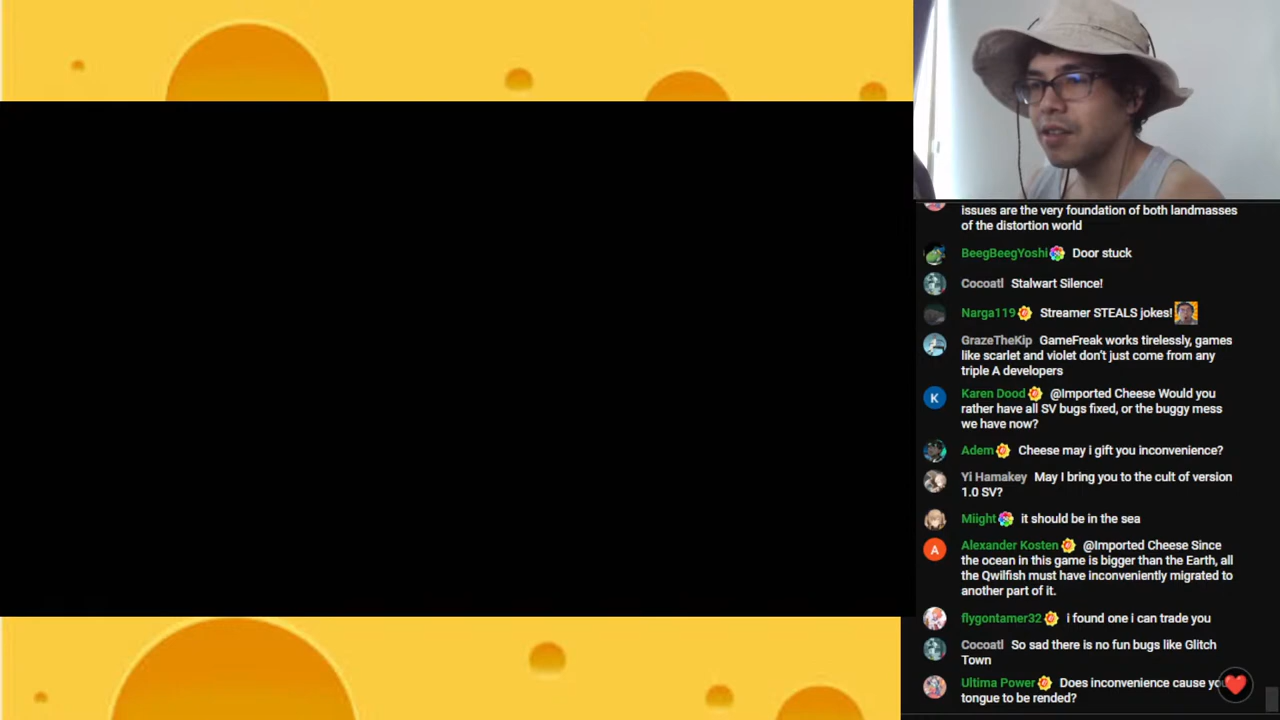 issues are the very foundation of both landmasses
of the distortion world
BeegBeegYoshi Door stuck
Cocoatl Stalwart Silence!
Narga119 Streamer STEALS jokes!
GrazeTheKip GameFreak works tirelessly, games
like scarlet and violet don't just come from any
triple A developers
K Karen Dood @Imported Cheese Would you
rather have all SV bugs fixed, or the buggy mess
we have now?
Adem Cheese may i gift you inconvenience?
Yi Hamakey May I bring you to the cult of version
1.0 SV?
Miight it should be in the sea
A Alexander Kosten @Imported Cheese Since
the ocean in this game is bigger than the Earth, all
the Qwilfish must have inconveniently migrated to
another part of it.
flygontamer32 i found one i can trade you
Cocoatl So sad there is no fun bugs like Glitch
Town
Ultima Power Does inconvenience cause
tongue to be rended?